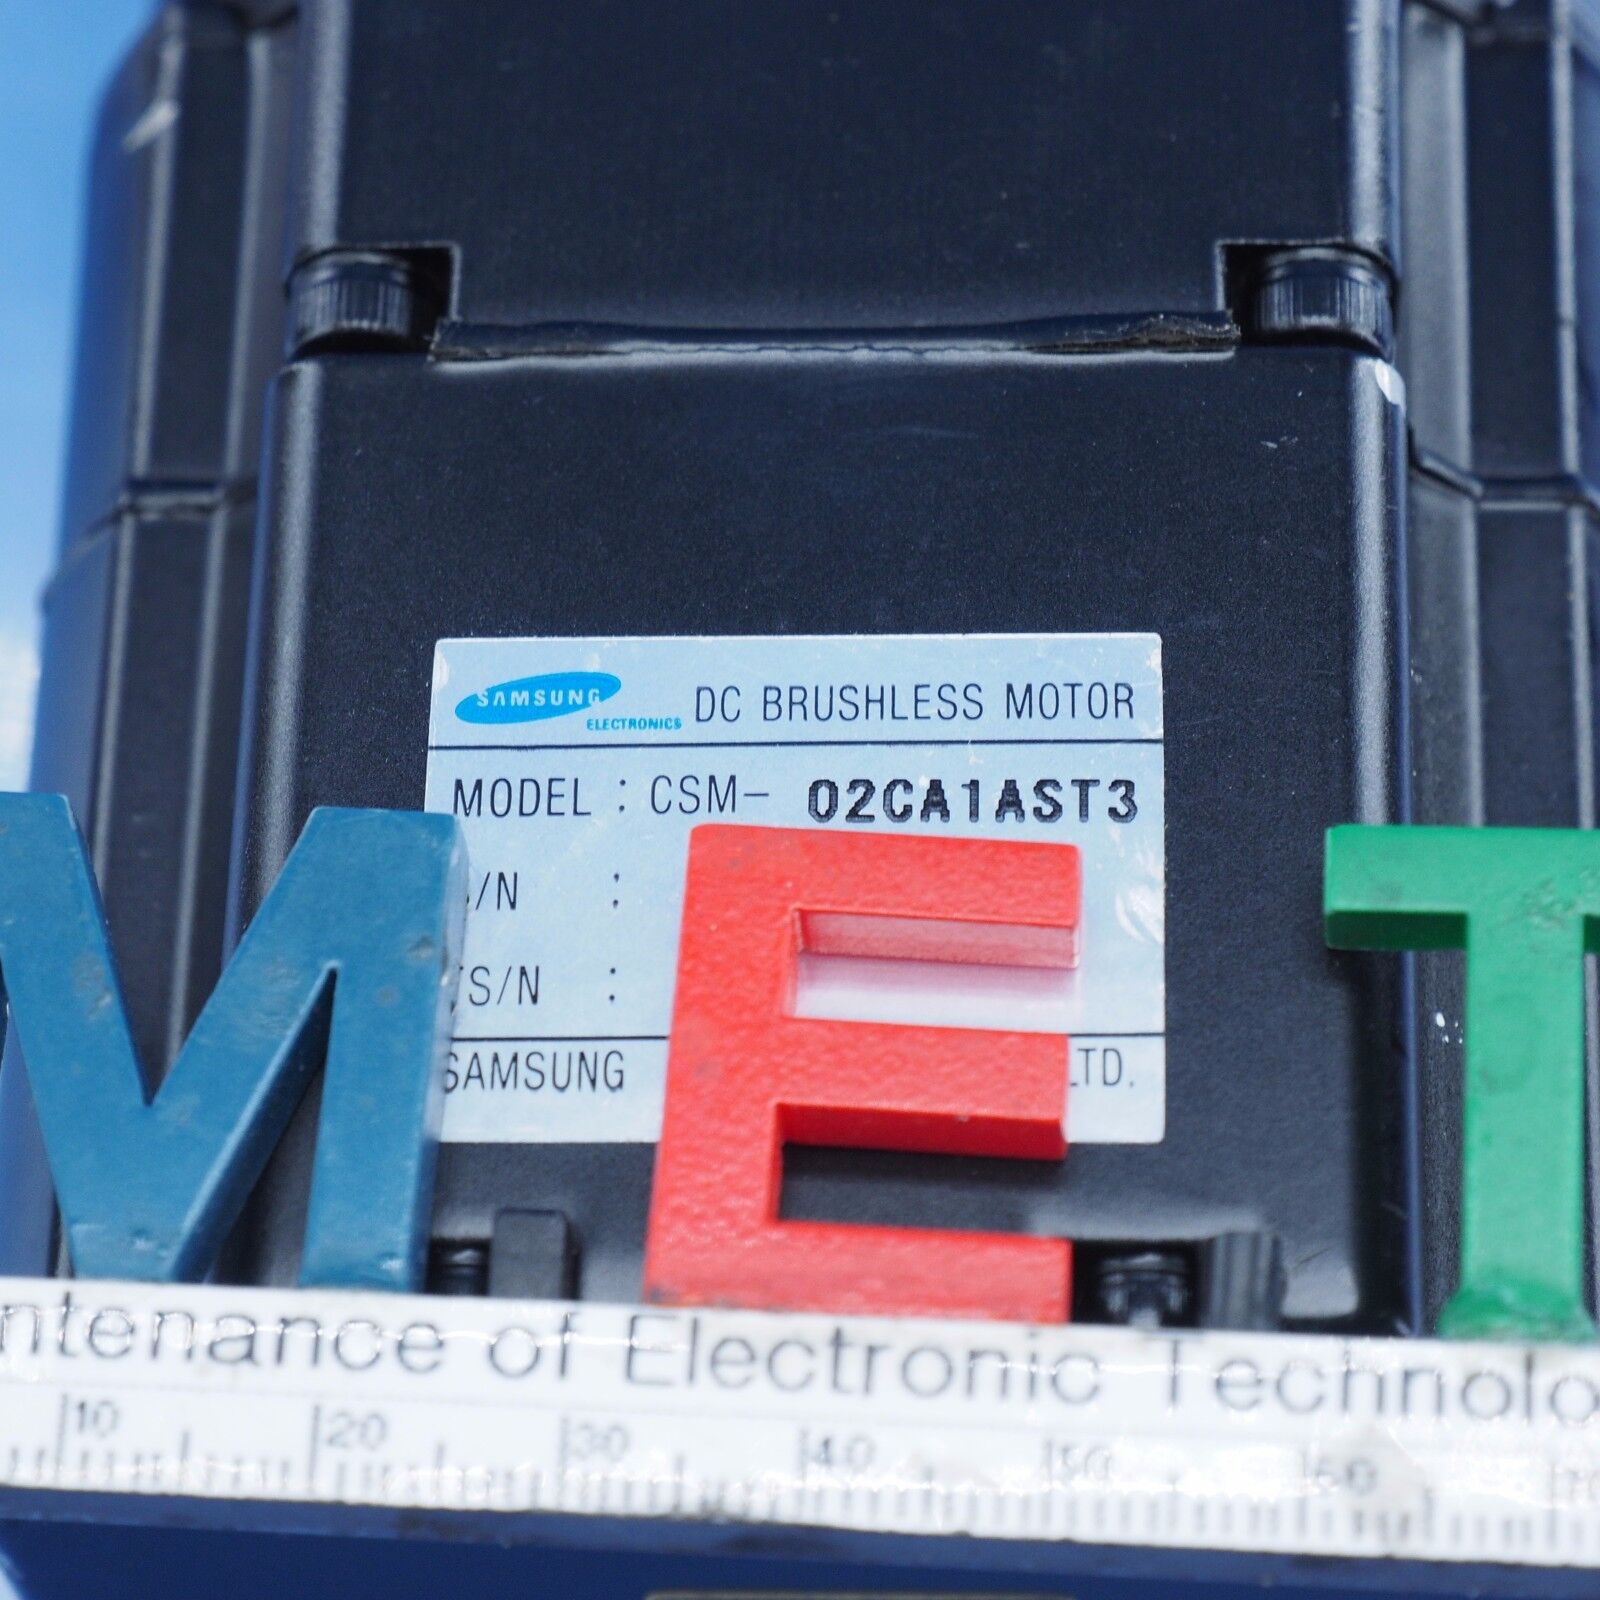 SAMSUNG
ELECTRONICS
DC BRUSHLESS MOTOR
MODEL : CSM- 02CA1AST3
/N :
S/N :
SAMSUNG LTD.
MET
ntenance of Electronic Technolo
10 20 30 40 50 60